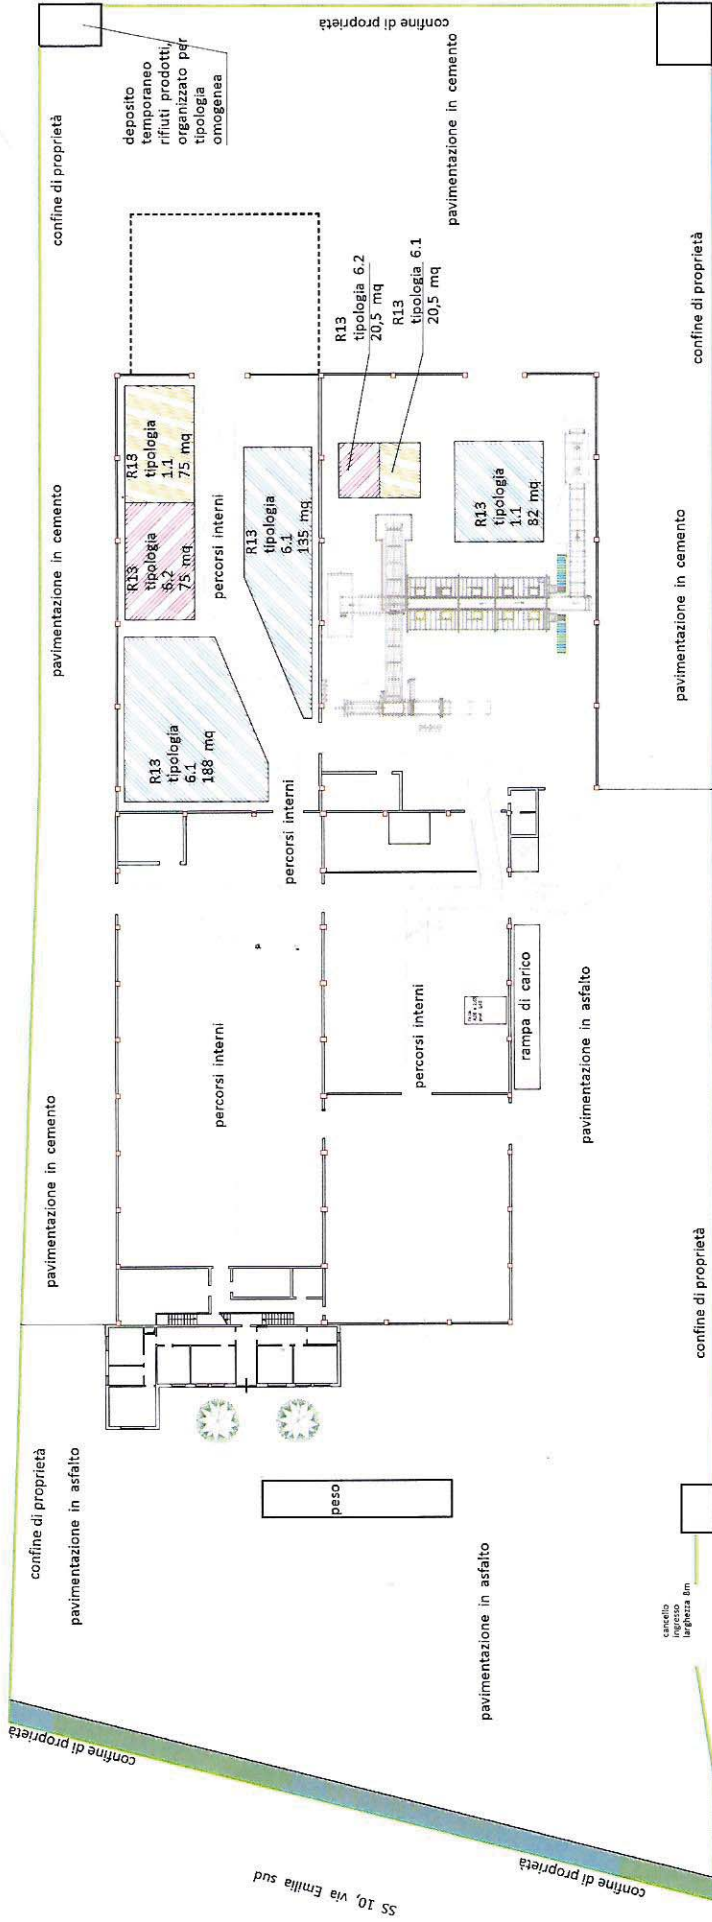 confine di proprietà
deposito
temporaneo
rifiuti prodotti,
organizzato per
tipologia
omogenea
confine di proprietà
pavimentazione in cemento
pavimentazione in cemento
R13
tipologia
1.1
75 mq
R13
tipologia
6.2
75 mq
percorsi interni
R13
tipologia
6.1
135 mq
R13
tipologia
6.1
188 mq
R13
tipologia 6.2
20,5 mq
R13
tipologia 6.1
20,5 mq
R13
tipologia
1.1
82 mq
confine di proprietà
pavimentazione in cemento
percorsi interni
percorsi interni
percorsi interni
rampa di carico
pavimentazione in asfalto
pavimentazione in cemento
confine di proprietà
confine di proprietà
pavimentazione in asfalto
peso
pavimentazione in asfalto
cancello
ingresso
larghezza 8m
confine di proprietà
confine di proprietà
SS 10, via Emilia sud